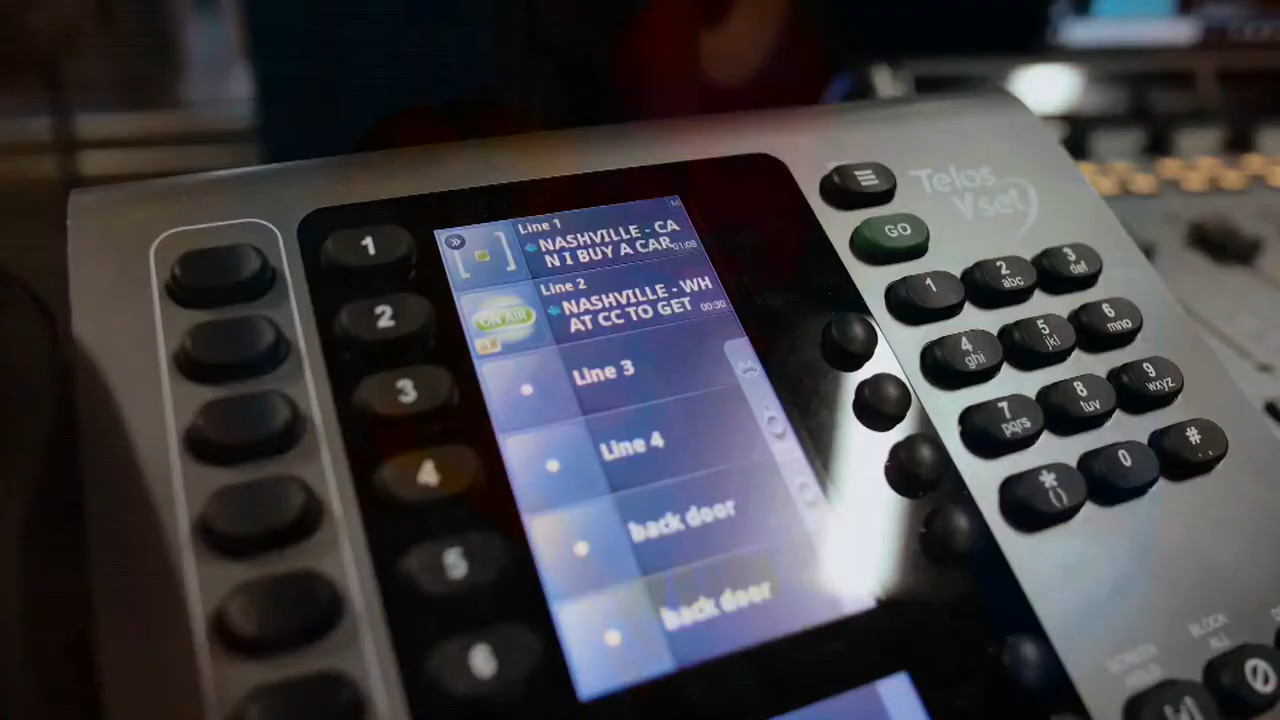 Telos
Vset
GO
1
2
3
4
5
6
M
Line 1
NASHVILLE - CA
N I BUY A CAR
01:08
Line 2
ON AIR
NASHVILLE - WH
AT CC TO GET
00:30
Line 3
Line 4
back door
back door
1
2 abc
3 def
4 ghi
5 jkl
6 mno
7 pqrs
8 tuv
9 wxyz
* ()
0
#
SCREEN
HOLD
BLOCK
ALL